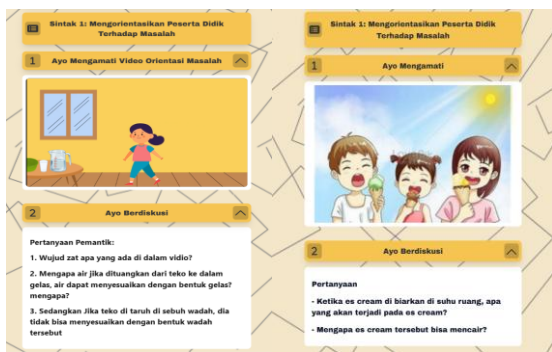 Sintak 1: Mengorientasikan Peserta Didik
Terhadap Masalah
1
Ayo Mengamati Video Orientasi Masalah
2
Ayo Berdiskusi
Pertanyaan Pemantik:
1. Wujud zat apa yang ada di dalam vidio?
2. Mengapa air jika dituangkan dari teko ke dalam
gelas, air dapat menyesuaikan dengan bentuk gelas?
mengapa?
3. Sedangkan Jika teko di taruh di sebuh wadah, dia
tidak bisa menyesuaikan dengan bentuk wadah
tersebut
Sintak 1: Mengorientasikan Peserta Didik
Terhadap Masalah
1
Ayo Mengamati
2
Ayo Berdiskusi
Pertanyaan
- Ketika es cream di biarkan di suhu ruang, apa
yang akan terjadi pada es cream?
- Mengapa es cream tersebut bisa mencair?